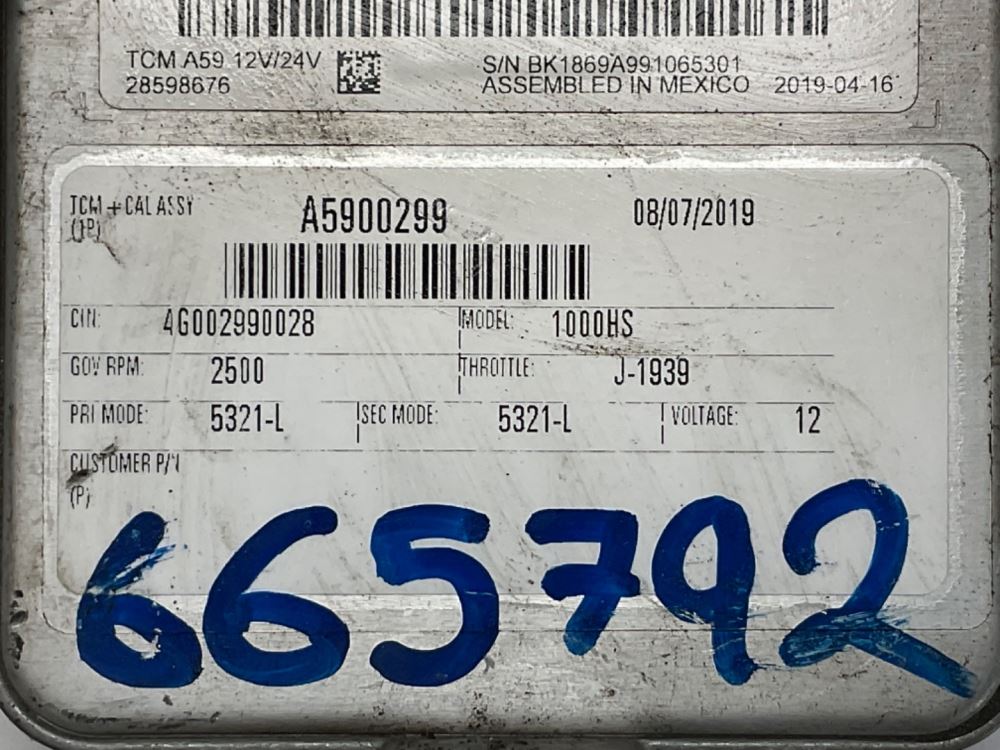 TCM A59 12V/24V S/N BK1869A991065301
28598676 ASSEMBLED IN MEXICO 2019-04-16
TCM + CAL ASSY A5900299 08/07/2019
(1P)
CIN: 4G002990028 MODEL: 1000HS
GOV RPM: 2500 THROTTLE: J-1939
PRI MODE: 5321-L SEC MODE: 5321-L VOLTAGE: 12
CUSTOMER P/N
(P)
665792